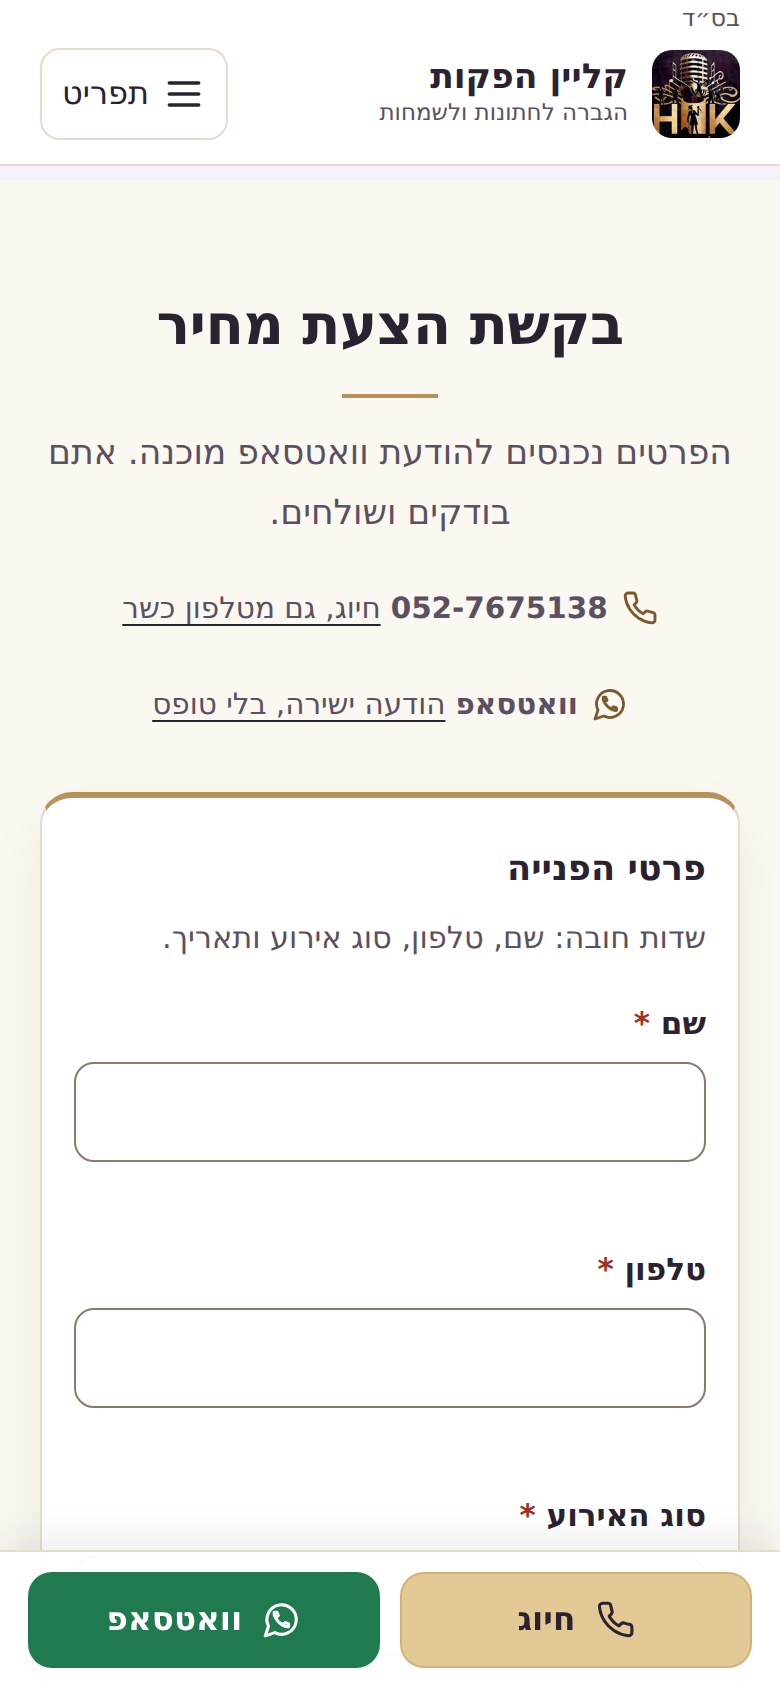 בס״ד
קליין הפקות
הגברה לחתונות ולשמחות
תפריט
H K
בקשת הצעת מחיר
הפרטים נכנסים להודעת וואטסאפ מוכנה. אתם
בודקים ושולחים.
052-7675138 חיוג, גם מטלפון כשר
וואטסאפ הודעה ישירה, בלי טופס
פרטי הפנייה
שדות חובה: שם, טלפון, סוג אירוע ותאריך.
שם *
טלפון *
סוג האירוע *
חיוג
וואטסאפ